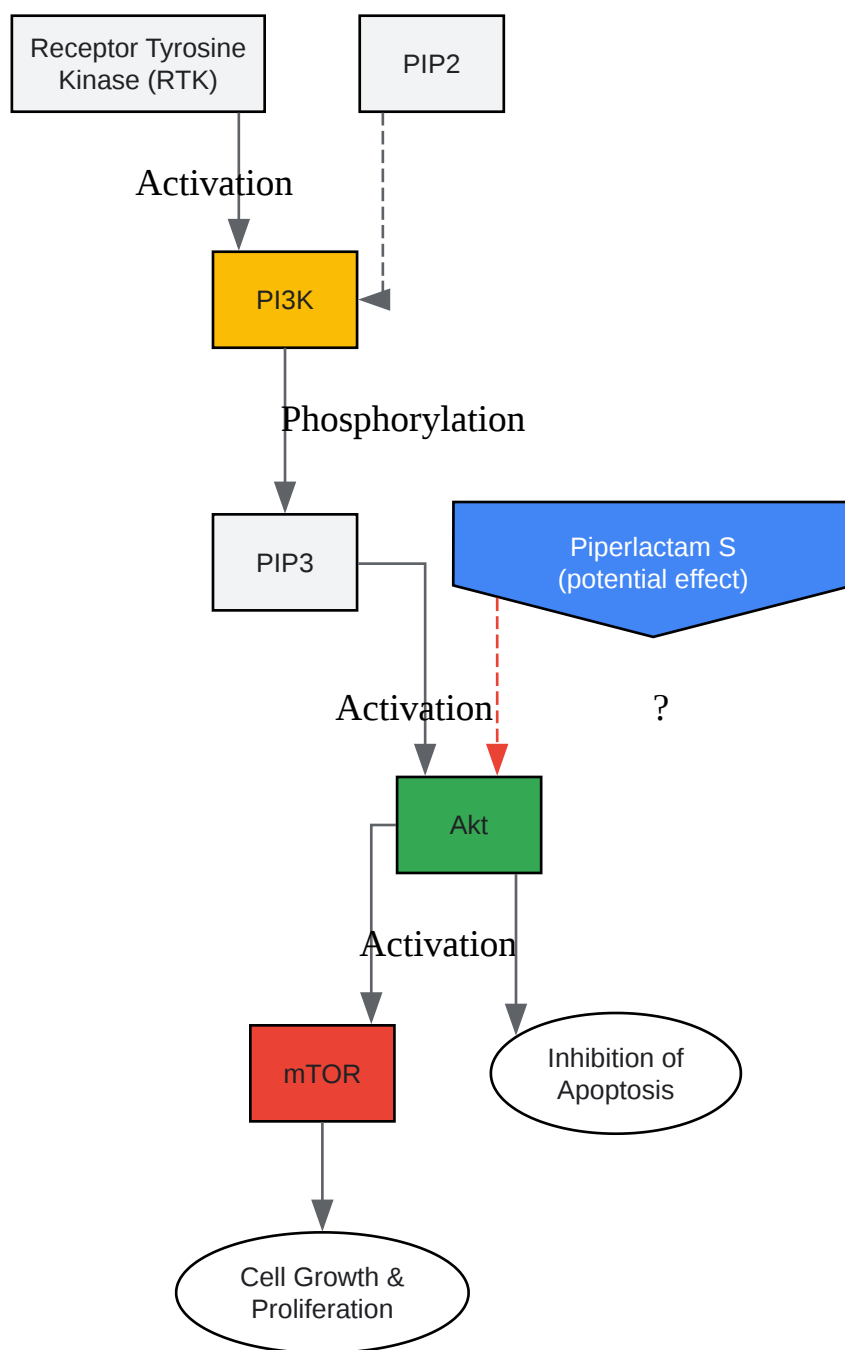 Receptor Tyrosine
Kinase (RTK)
PIP2
Activation
PI3K
Phosphorylation
PIP3
Piperlactam S
(potential effect)
Activation
?
Akt
Activation
mTOR
Inhibition of
Apoptosis
Cell Growth &
Proliferation